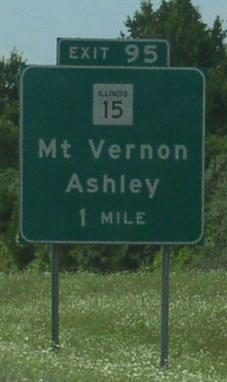 EXIT 95
ILLINOIS
15
Mt Vernon
Ashley
1 MILE